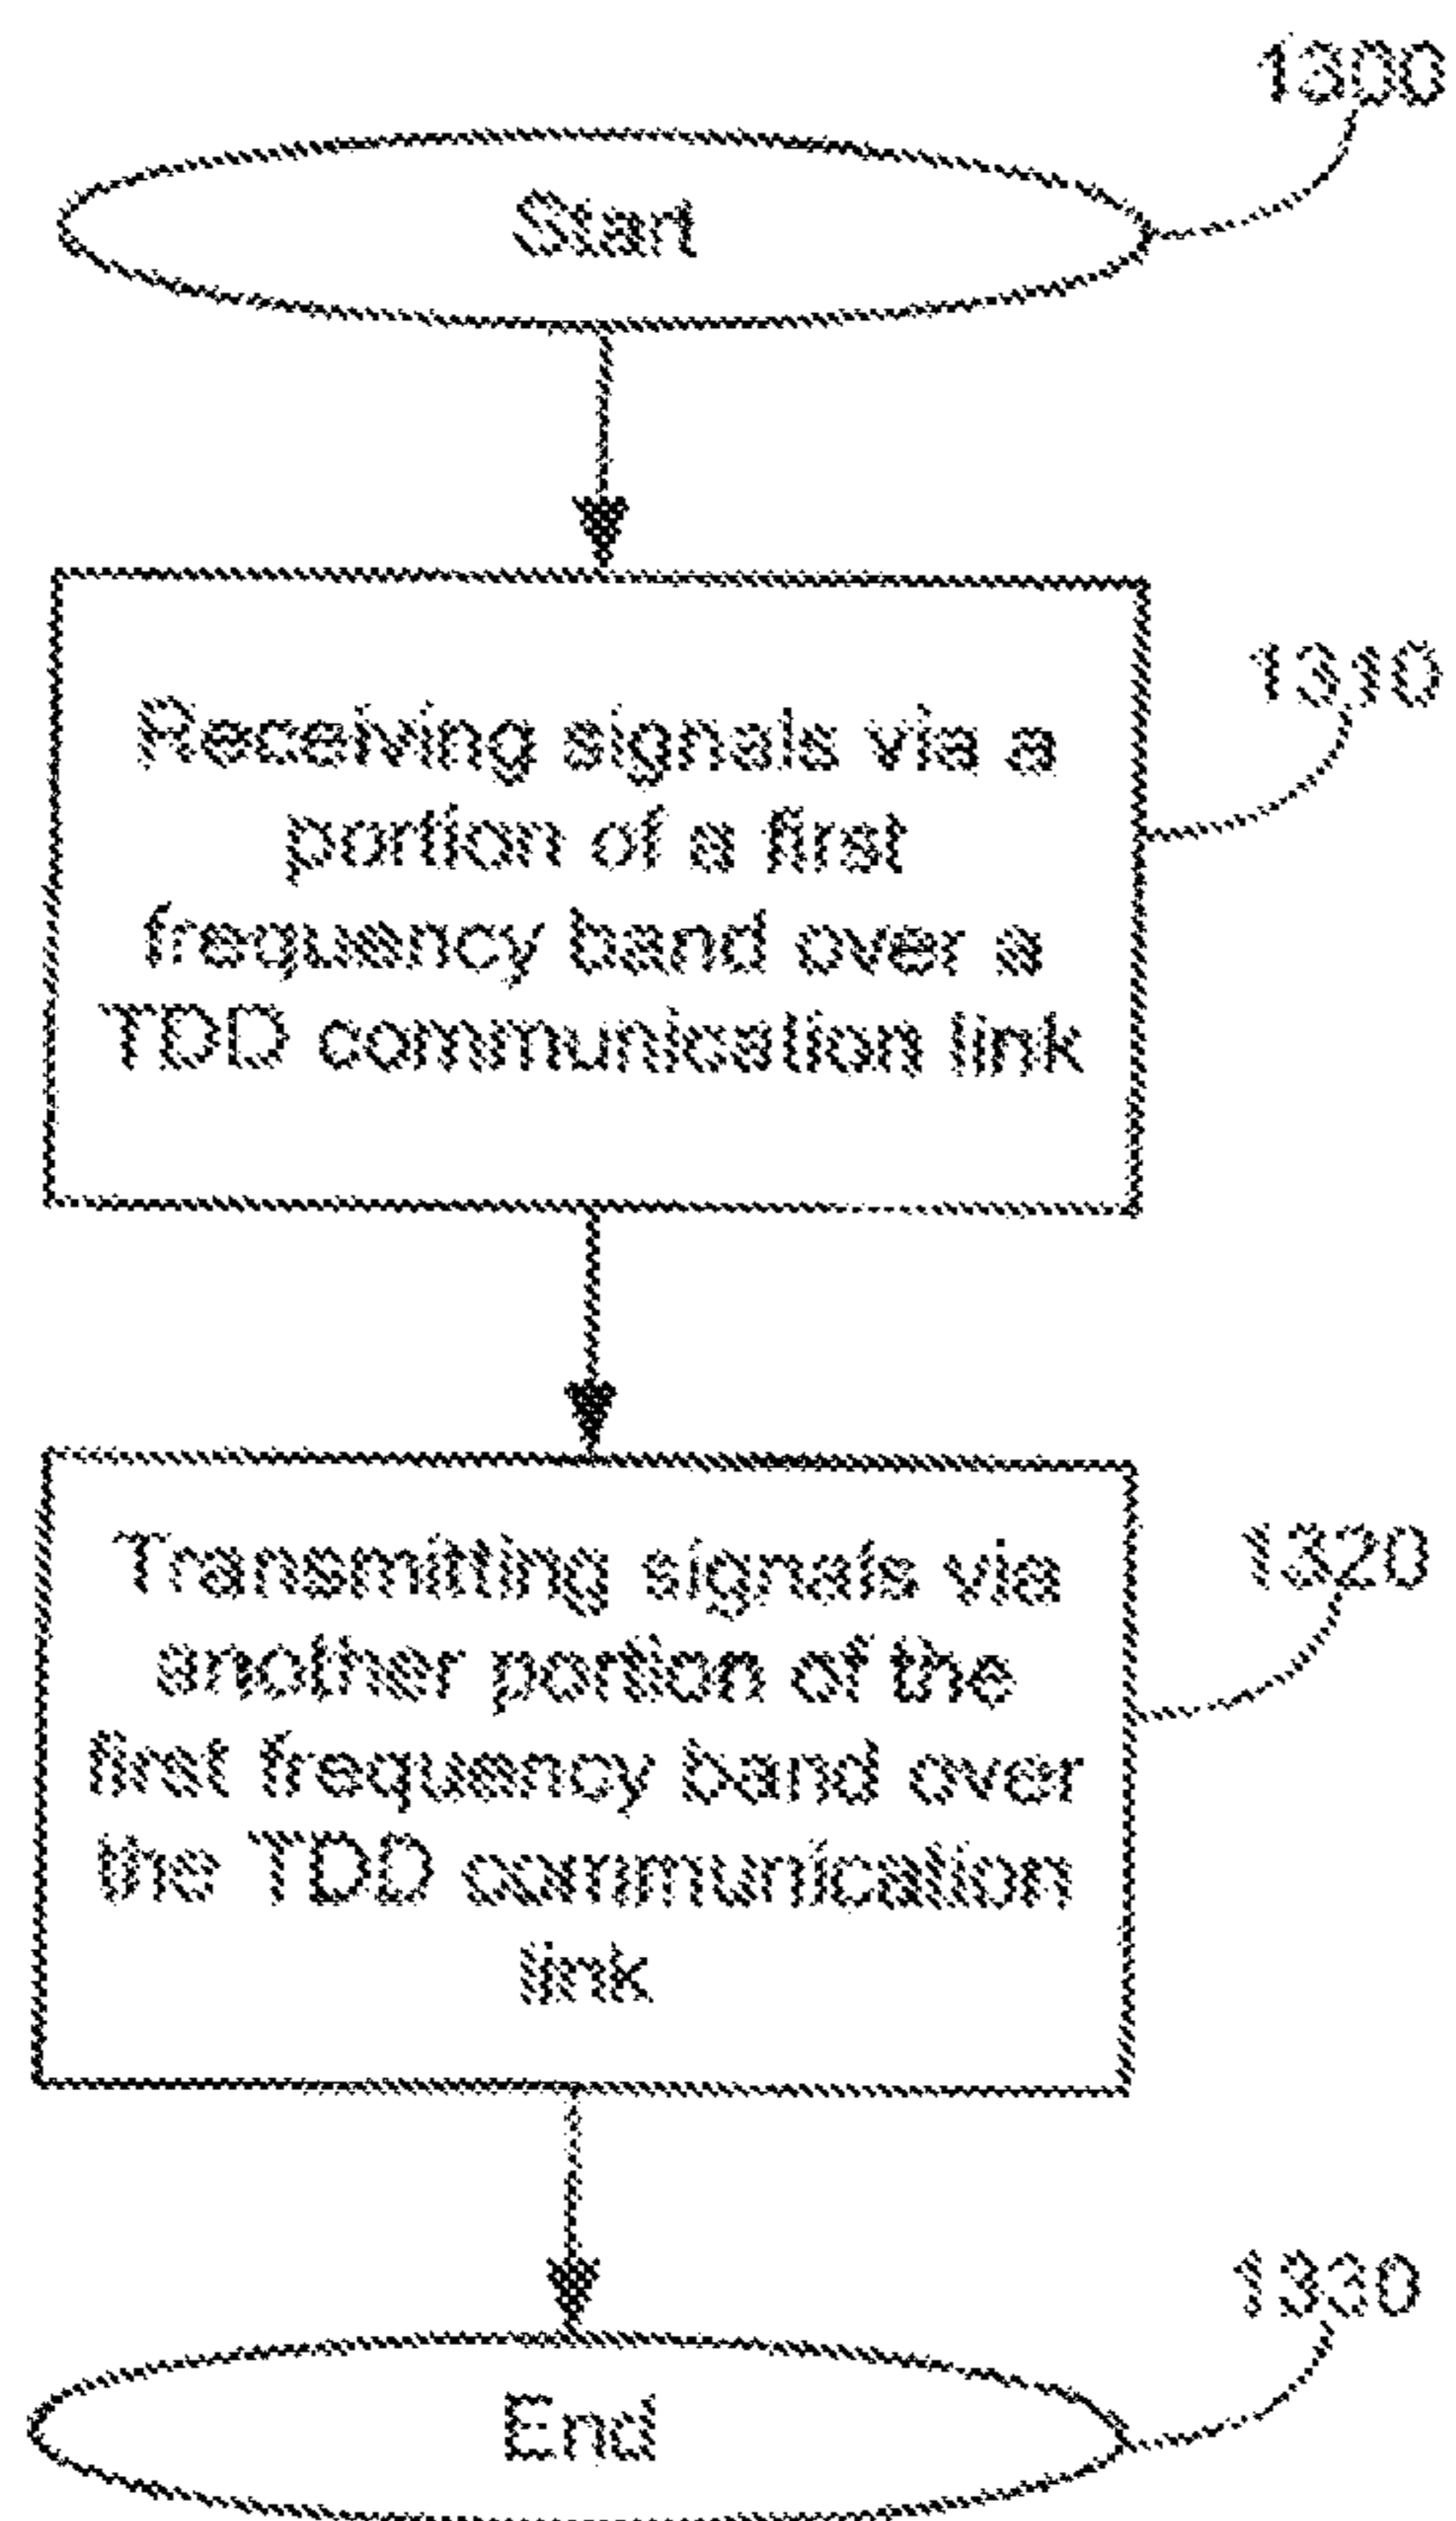 1300
Start
1310
Receiving signals via a
portion of a first
frequency band over a
TDD communication link
1320
Transmitting signals via
another portion of the
first frequency band over
the TDD communication
link
1330
End